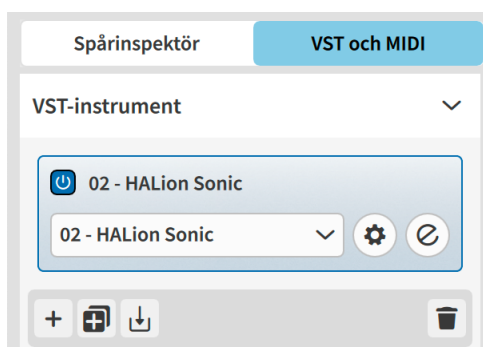 Spårinspektör
VST och MIDI
VST-instrument
02 - HALion Sonic
02 - HALion Sonic